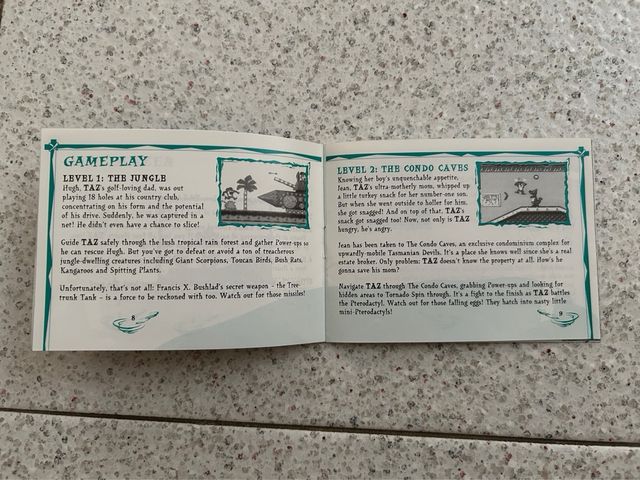 GAMEPLAY
LEVEL 1: THE JUNGLE
Hugh, TAZ's golf-loving dad, was out
playing 18 holes at his country club,
concentrating on his form and the potential
of his drive. Suddenly, he was captured in a
net! He didn't even have a chance to slice!
Guide TAZ safely through the lush tropical rain forest and gather Power-ups so
he can rescue Hugh. But you've got to defeat or avoid a ton of treacherous
jungle-dwelling creatures including Giant Scorpions, Toucan Birds, Bush Rats,
Kangaroos and Spitting Plants.
Unfortunately, that's not all: Francis X. Bushlad's secret weapon - the Tree-
trunk Tank - is a force to be reckoned with too. Watch out for those missiles!
8
LEVEL 2: THE CONDO CAVES
Knowing her boy's unquenchable appetite,
Jean, TAZ's ultra-motherly mom, whipped up
a little turkey snack for her number-one son.
But when she went outside to holler for him,
she got snagged! And on top of that, TAZ's
snack got snagged too! Now, not only is TAZ
hungry, he's angry.
Jean has been taken to The Condo Caves, an exclusive condominium complex for
upwardly-mobile Tasmanian Devils. It's a place she knows well since she's a real
estate broker. Only problem: TAZ doesn't know the property at all. How's he
gonna save his mom?
Navigate TAZ through The Condo Caves, grabbing Power-ups and looking for
hidden areas to Tornado Spin through. It's a fight to the finish as TAZ battles
the Pterodactyl! Watch out for those falling eggs! They hatch into nasty little
mini-Pterodactyls!
9